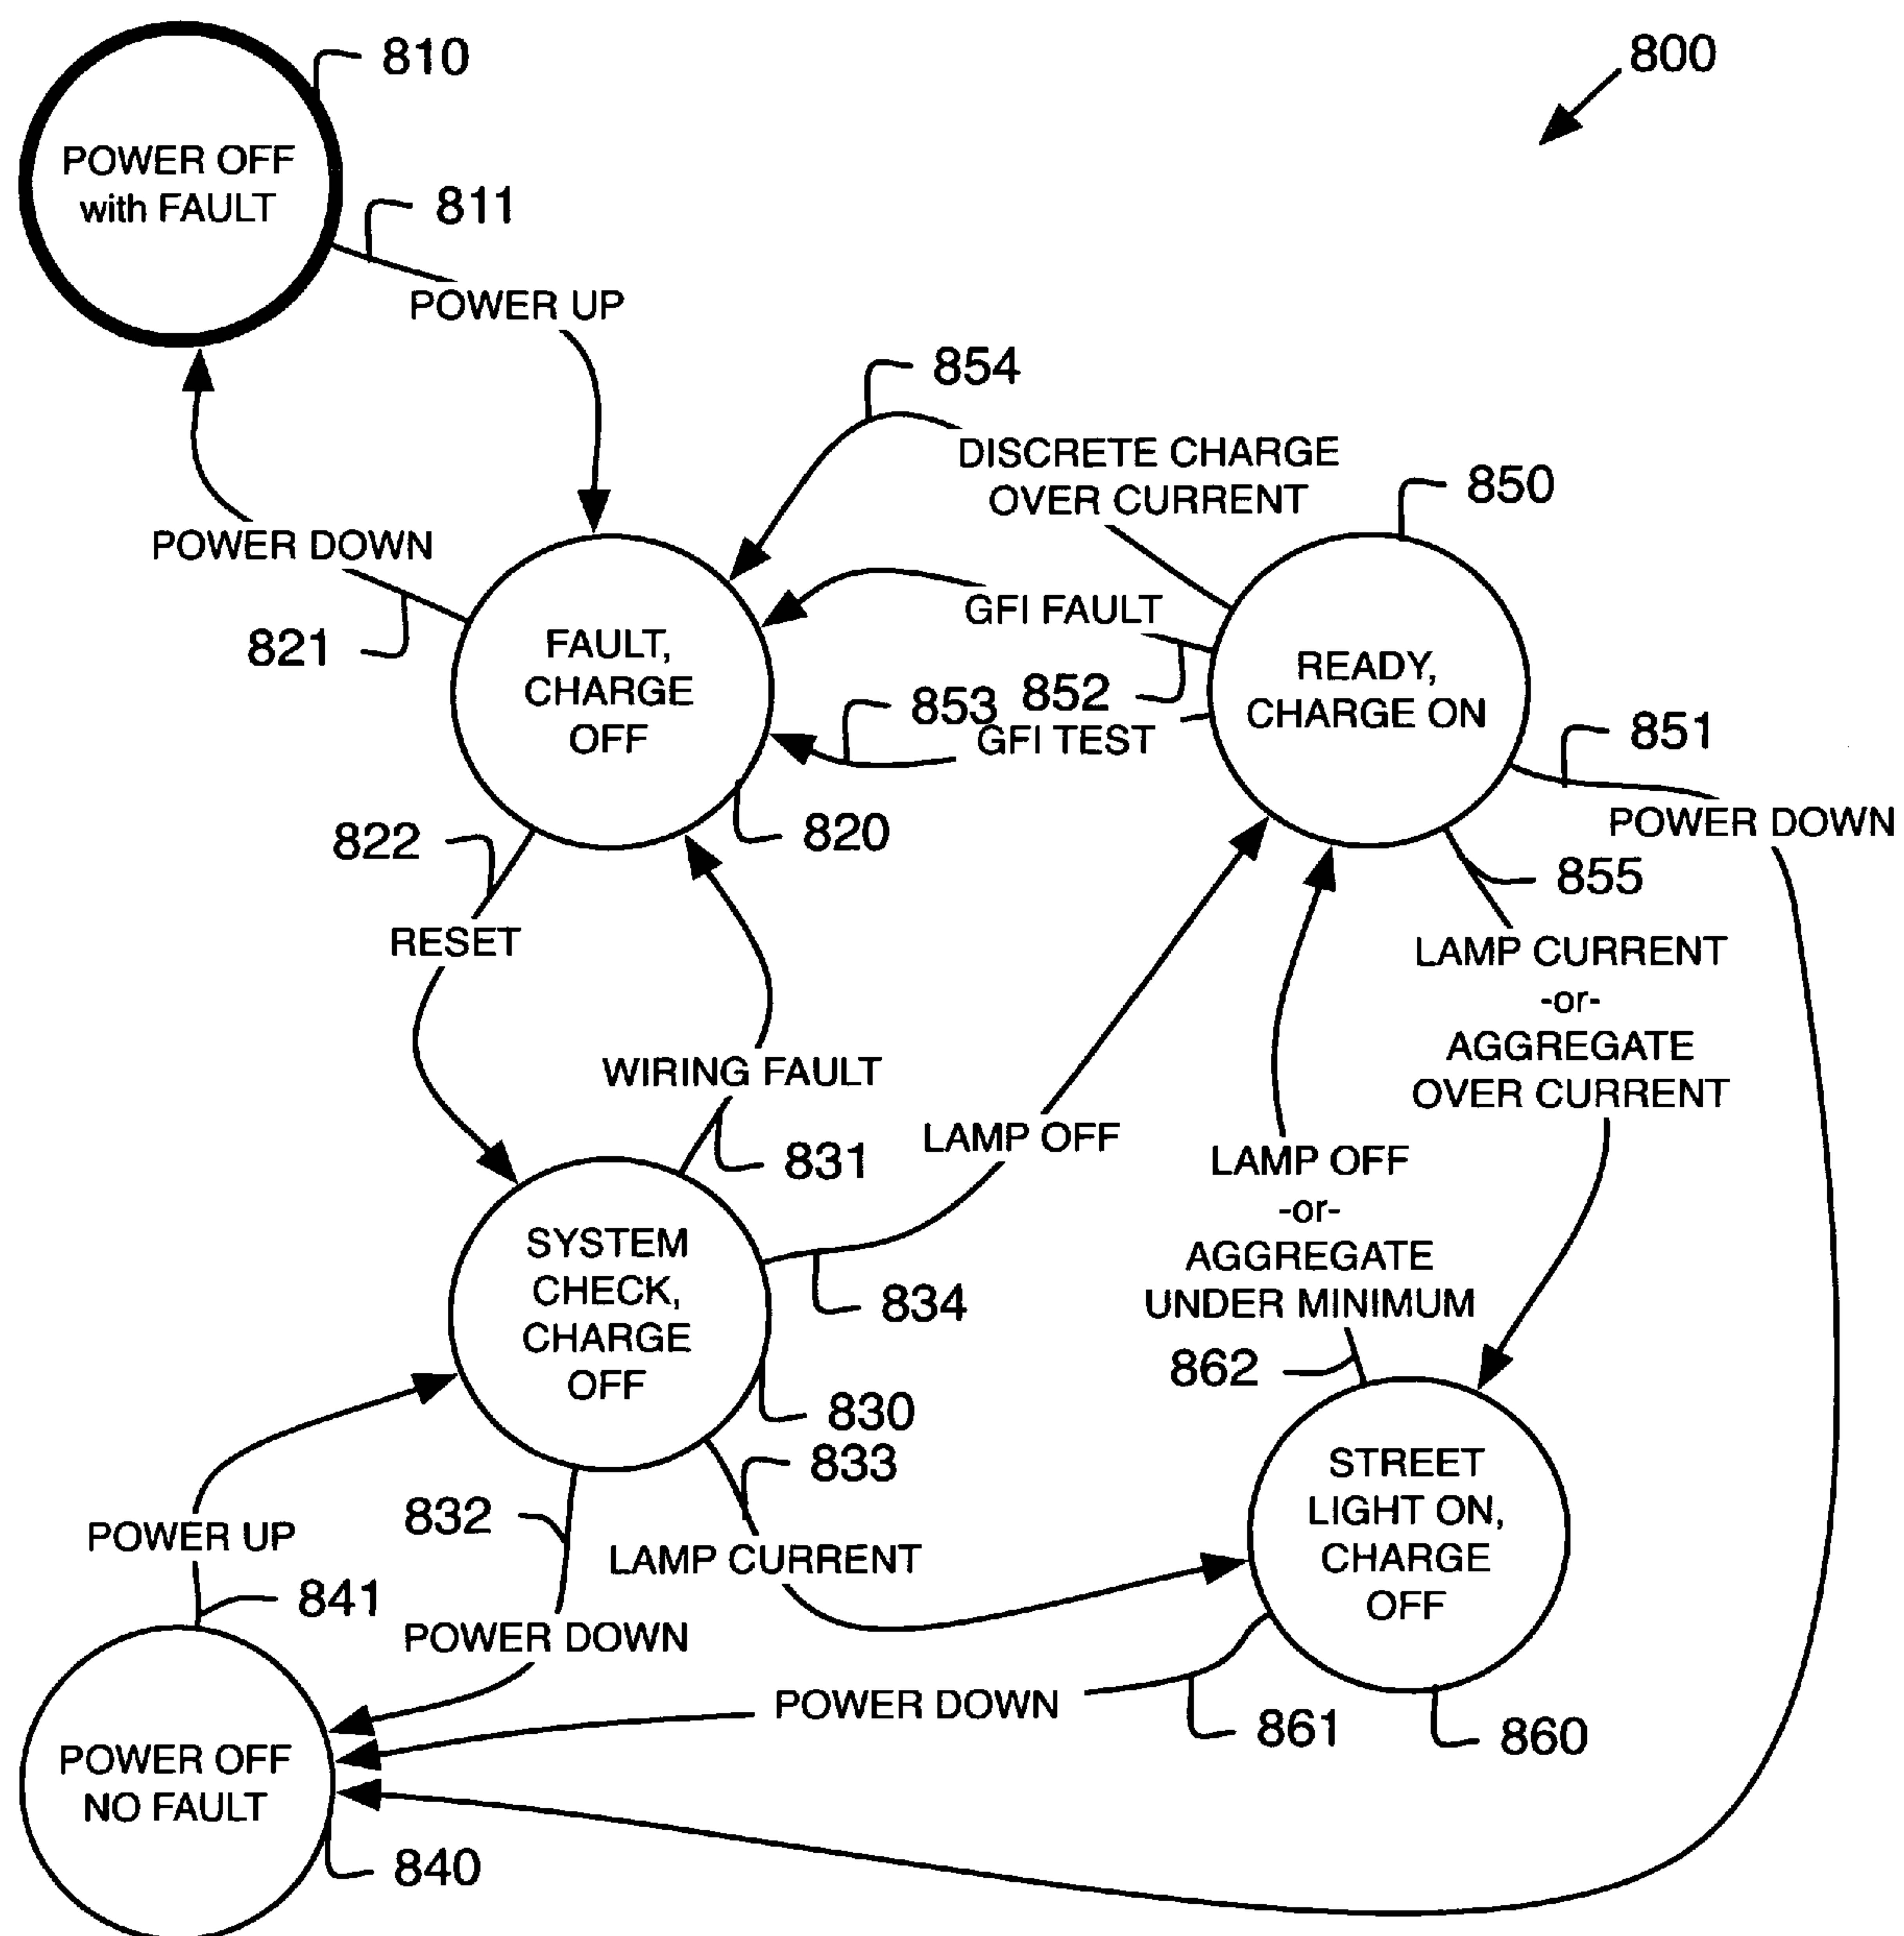 810
800
POWER OFF
with FAULT
811
POWER UP
854
DISCRETE CHARGE
OVER CURRENT
850
POWER DOWN
821
GFI FAULT
FAULT,
CHARGE
OFF
852
853
GFI TEST
READY,
CHARGE ON
851
POWER DOWN
820
822
855
RESET
LAMP CURRENT
-or-
AGGREGATE
OVER CURRENT
WIRING FAULT
831
LAMP OFF
LAMP OFF
-or-
AGGREGATE
UNDER MINIMUM
SYSTEM
CHECK,
CHARGE
OFF
834
862
830
833
STREET
LIGHT ON,
CHARGE
OFF
832
POWER UP
LAMP CURRENT
841
POWER DOWN
POWER DOWN
861
860
POWER OFF
NO FAULT
840